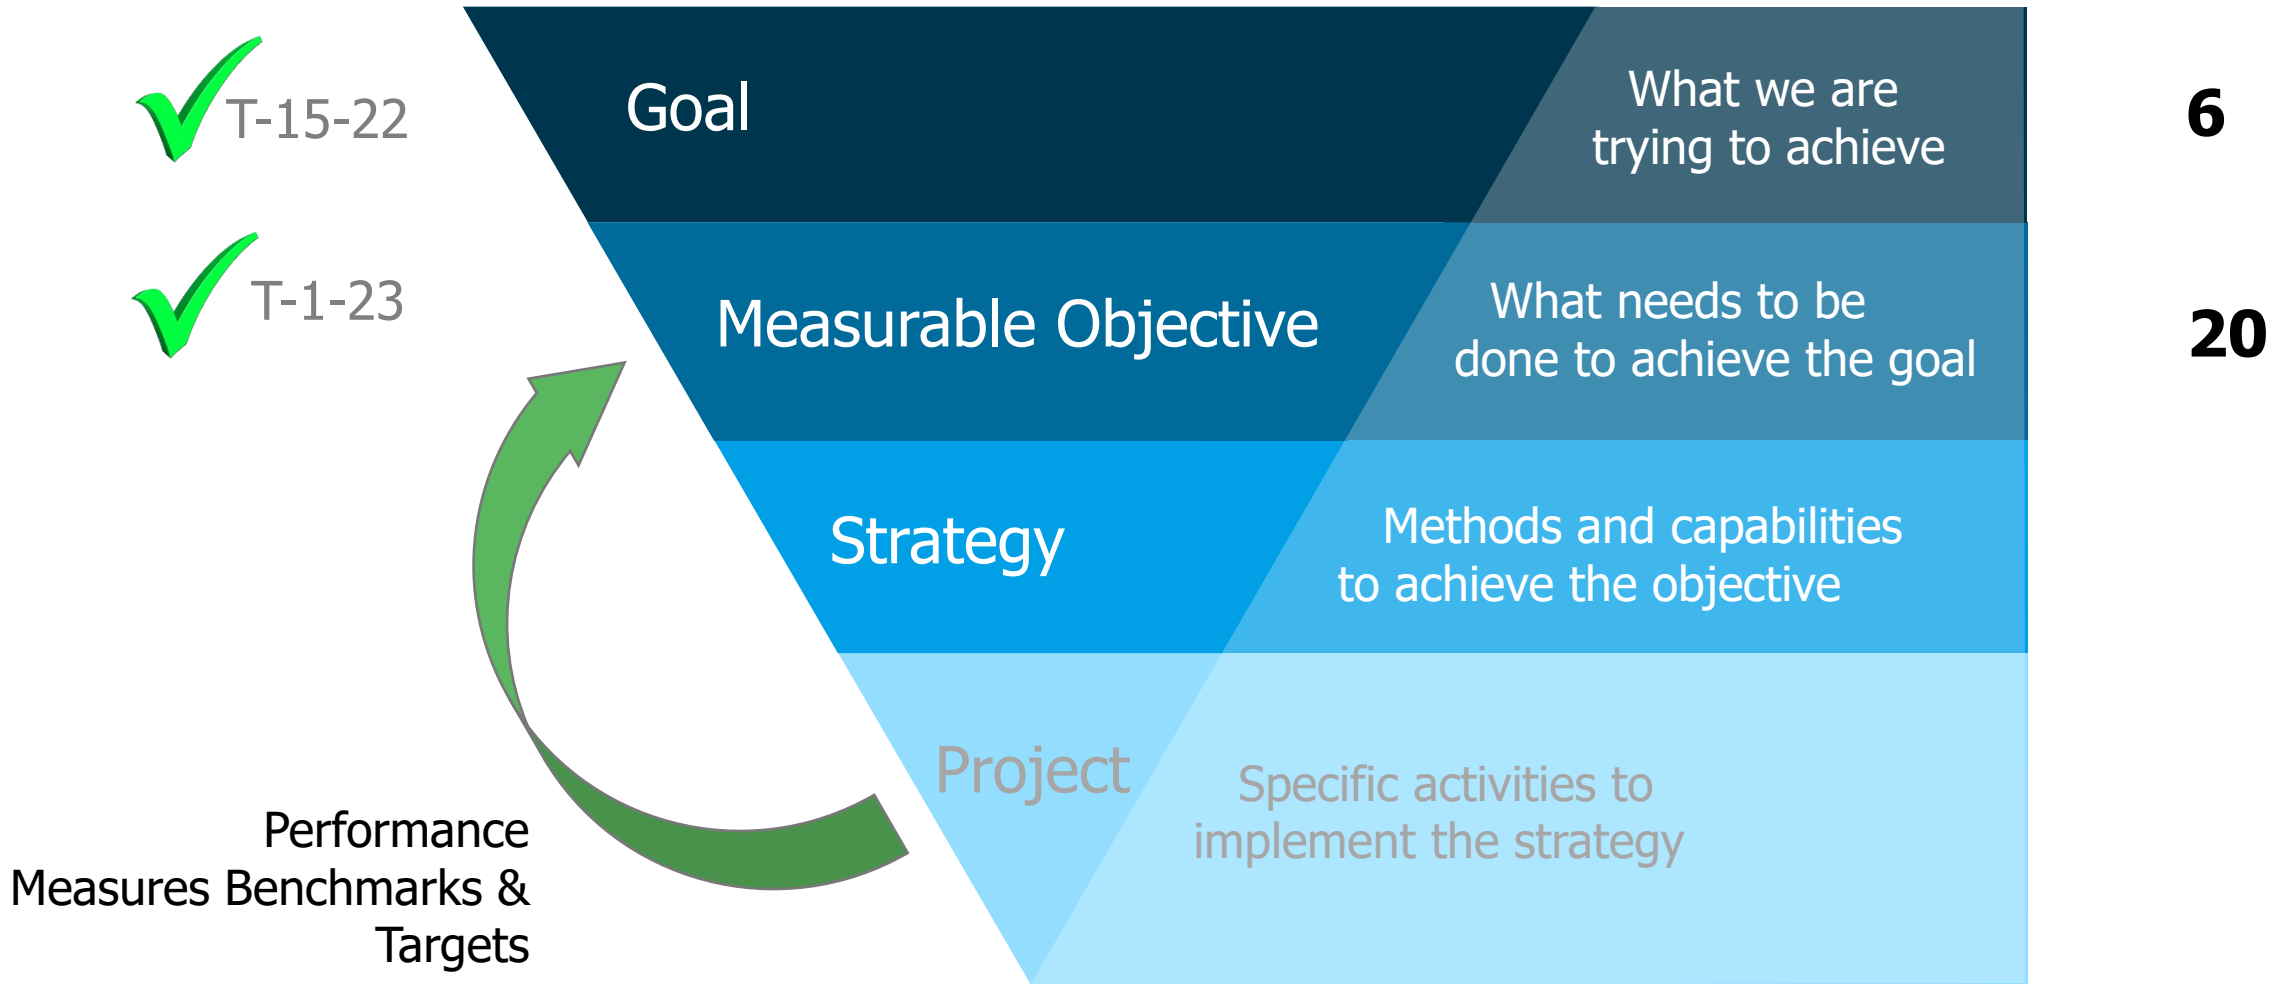 T-15-22
Goal
What we are
trying to achieve
6
T-1-23
Measurable Objective
What needs to be
done to achieve the goal
20
Strategy
Methods and capabilities
to achieve the objective
Project
Specific activities to
implement the strategy
Performance
Measures Benchmarks &
Targets